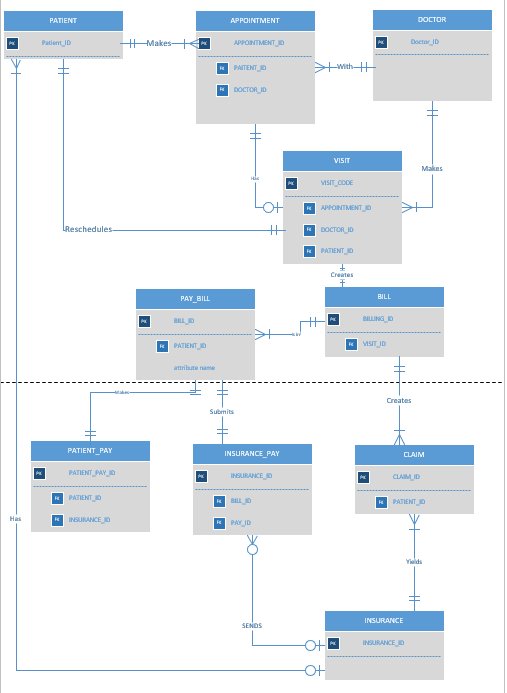 PATIENT
PK Patient_ID
Makes
APPOINTMENT
PK APPOINTMENT_ID
FK PAITENT_ID
FK DOCTOR_ID
With
DOCTOR
PK Doctor_ID
Has
Makes
VISIT
PK VISIT_CODE
FK APPOINTMENT_ID
FK DOCTOR_ID
FK PATIENT_ID
Reschedules
Creates
PAY_BILL
PK BILL_ID
FK PATIENT_ID
attribute name
BILL
PK BILLING_ID
FK VISIT_ID
Makes
Submits
Creates
PATIENT_PAY
PK PATIENT_PAY_ID
FK PATIENT_ID
FK INSURANCE_ID
INSURANCE_PAY
PK INSURANCE_ID
FK BILL_ID
FK PAY_ID
CLAIM
PK CLAIM_ID
FK PATIENT_ID
Has
Yields
SENDS
INSURANCE
PK INSURANCE_ID